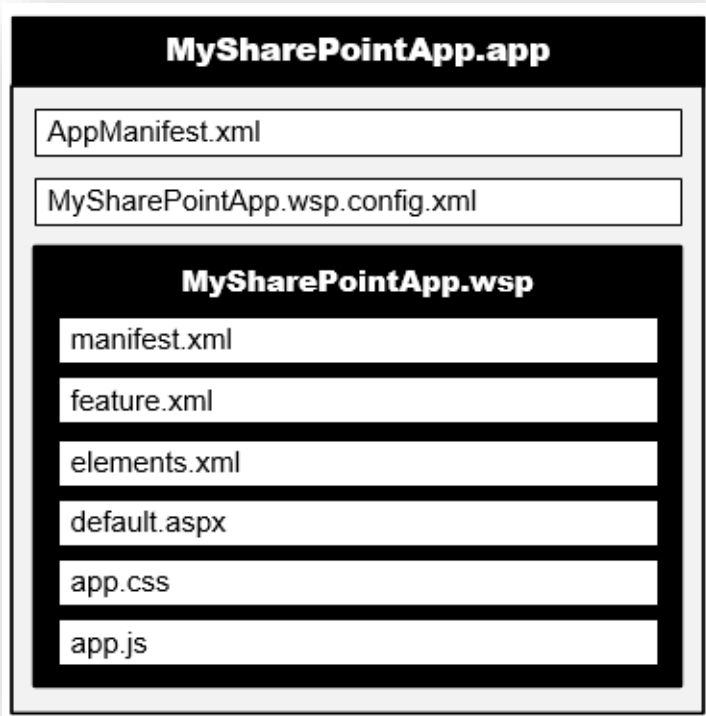 MySharePointApp.app
AppManifest.xml
MySharePointApp.wsp.config.xml
MySharePointApp.wsp
manifest.xml
feature.xml
elements.xml
default.aspx
app.css
app.js